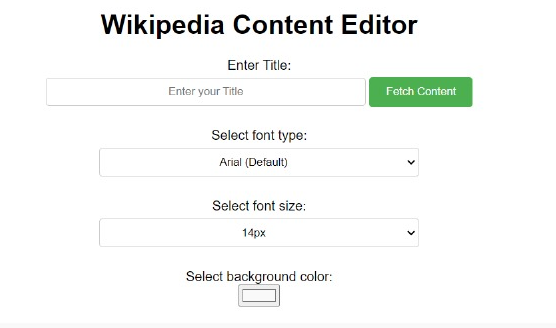 Wikipedia Content Editor
Enter Title:
Enter your Title
Fetch Content
Select font type:
Arial (Default)
Select font size:
14px
Select background color: